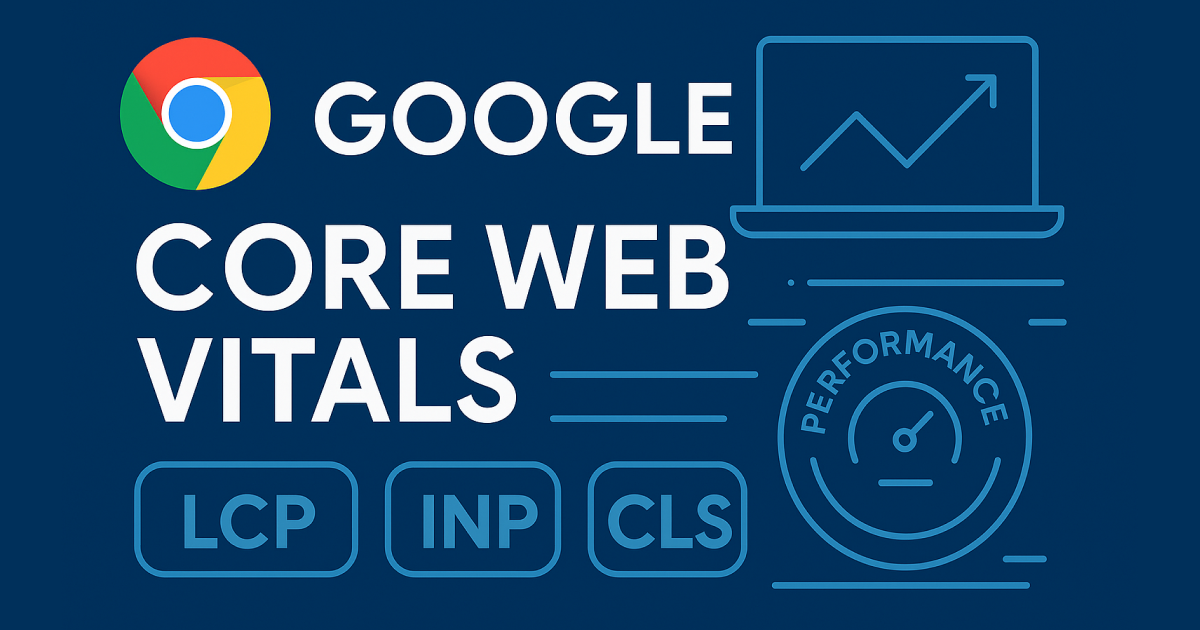 GOOGLE
CORE WEB
VITALS
LCP INP CLS
PERFORMANCE